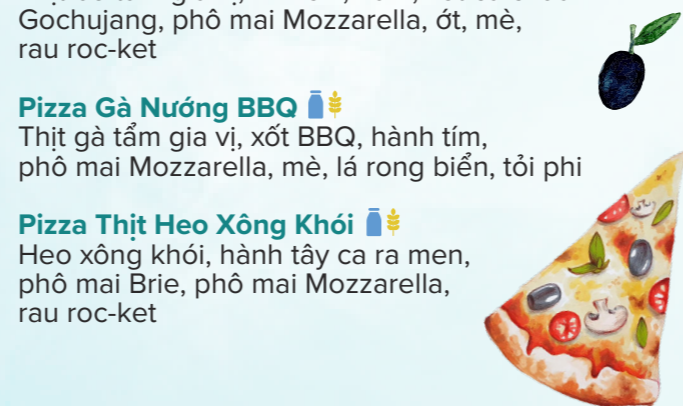 Gochujang, phô mai Mozzarella, ớt, mè,
rau roc-ket
Pizza Gà Nướng BBQ
Thịt gà tẩm gia vị, xốt BBQ, hành tím,
phô mai Mozzarella, mè, lá rong biển, tỏi phi
Pizza Thịt Heo Xông Khói
Heo xông khói, hành tây ca ra men,
phô mai Brie, phô mai Mozzarella,
rau roc-ket